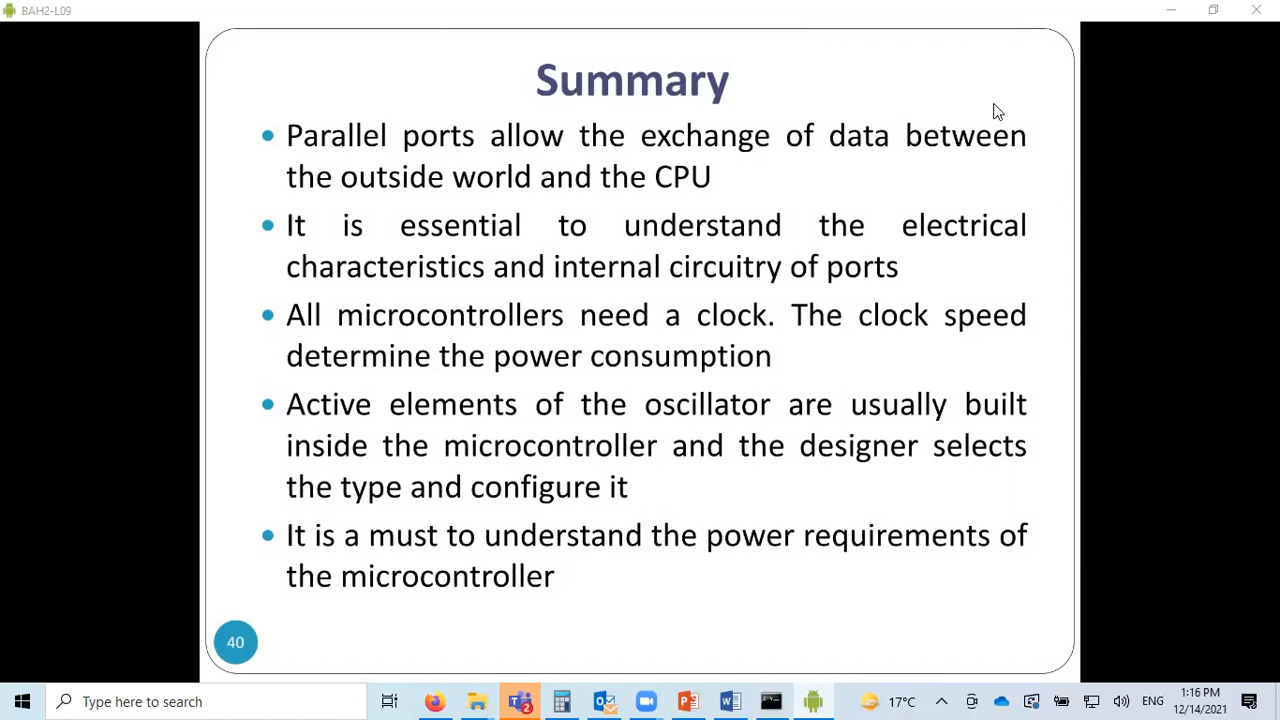 BAH2-L09
Summary
• Parallel ports allow the exchange of data between
the outside world and the CPU
• It is essential to understand the electrical
characteristics and internal circuitry of ports
• All microcontrollers need a clock. The clock speed
determine the power consumption
• Active elements of the oscillator are usually built
inside the microcontroller and the designer selects
the type and configure it
• It is a must to understand the power requirements of
the microcontroller
40
Type here to search
2
17°C
ENG
1:16 PM
12/14/2021